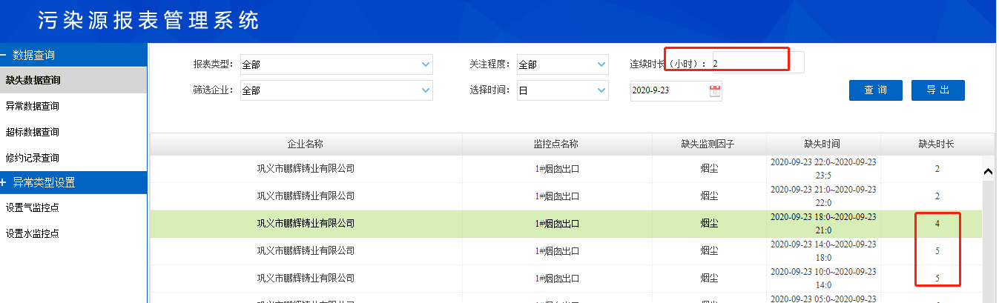 污染源报表管理系统
− 数据查询
缺失数据查询
异常数据查询
超标数据查询
修约记录查询
+ 异常类型设置
设置气监控点
设置水监控点
报表类型： 全部 关注程度： 全部 连续时长（小时）： 2
筛选企业： 全部 选择时间： 日 2020-9-23 查 询 导 出
企业名称 监控点名称 缺失监测因子 缺失时间 缺失时长
巩义市鹏辉铸业有限公司 1#烟囱出口 烟尘 2020-09-23 22:0~2020-09-23 2
23:5
巩义市鹏辉铸业有限公司 1#烟囱出口 烟尘 2020-09-23 21:0~2020-09-23 2
22:0
巩义市鹏辉铸业有限公司 1#烟囱出口 烟尘 2020-09-23 18:0~2020-09-23 4
21:0
巩义市鹏辉铸业有限公司 1#烟囱出口 烟尘 2020-09-23 14:0~2020-09-23 5
18:0
巩义市鹏辉铸业有限公司 1#烟囱出口 烟尘 2020-09-23 10:0~2020-09-23 5
14:0
2020-09-23 05:0~2020-09-23